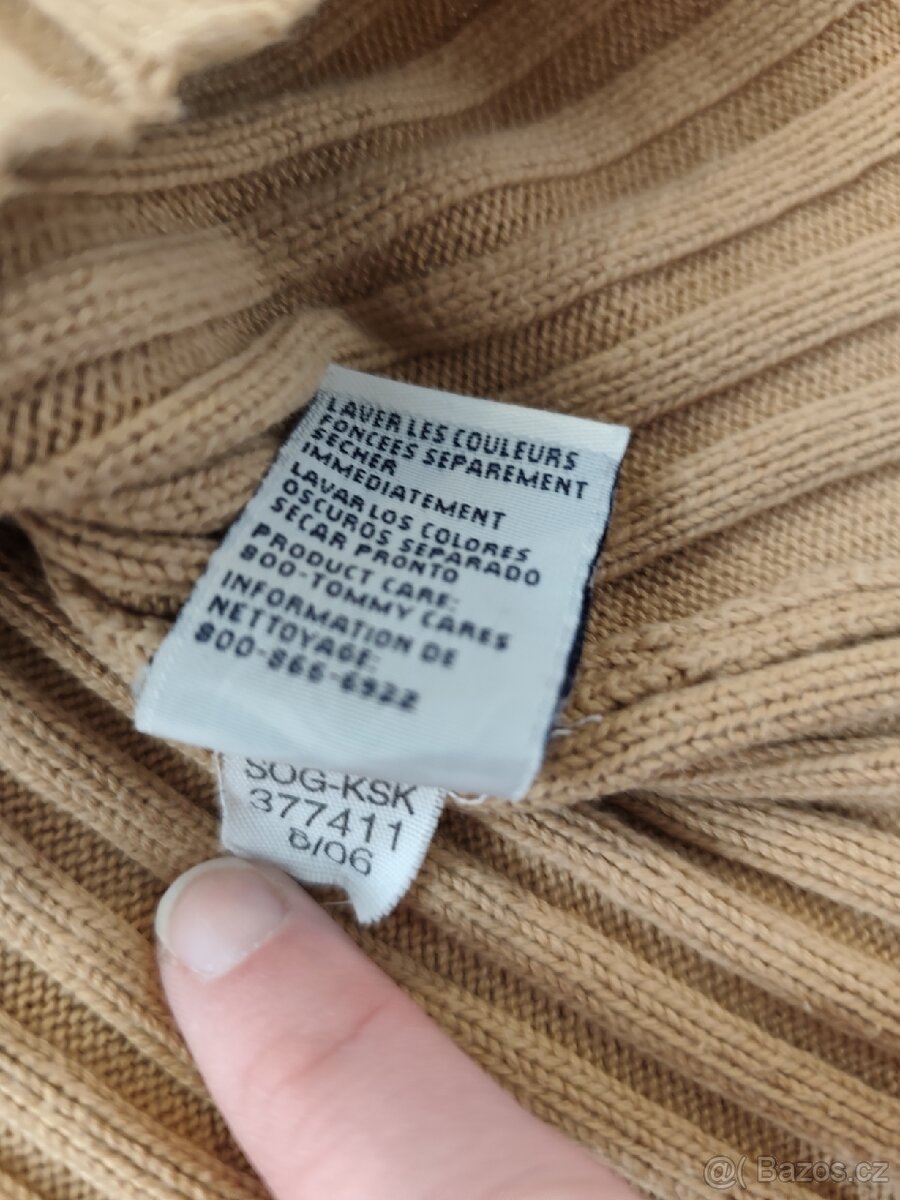 LAVER LES COULEURS
FONCEES SEPAREMENT
SECHER
IMMEDIATEMENT
LAVAR LOS COLORES
OSCUROS SEPARADO
SECAR PRONTO
PRODUCT CARE:
800-TOMMY CARES
INFORMATION DE
NETTOYAGE:
800-866-6922
SOG-KSK
377411
6/06
@( Bazoš.cz